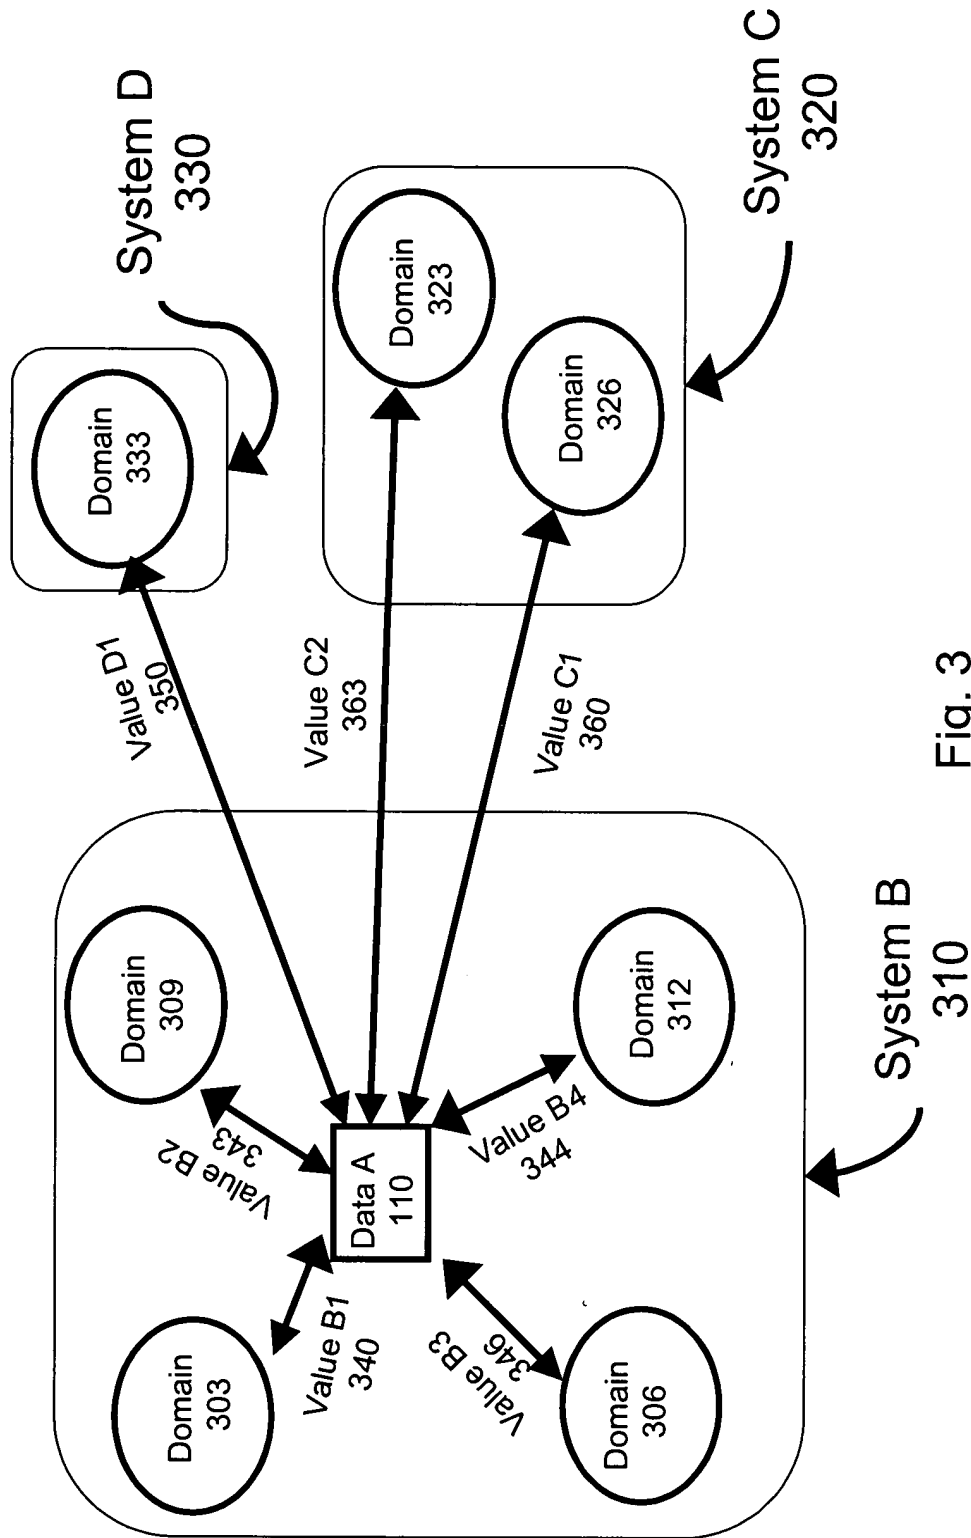 Domain
303
Value B1
340
Value B2
343
Domain
309
Data A
110
Value B3
346
Domain
306
Value B4
344
Domain
312
System B
310
Value D1
350
Domain
333
System D
330
Value C2
363
Domain
323
Value C1
360
Domain
326
System C
320
Fig. 3